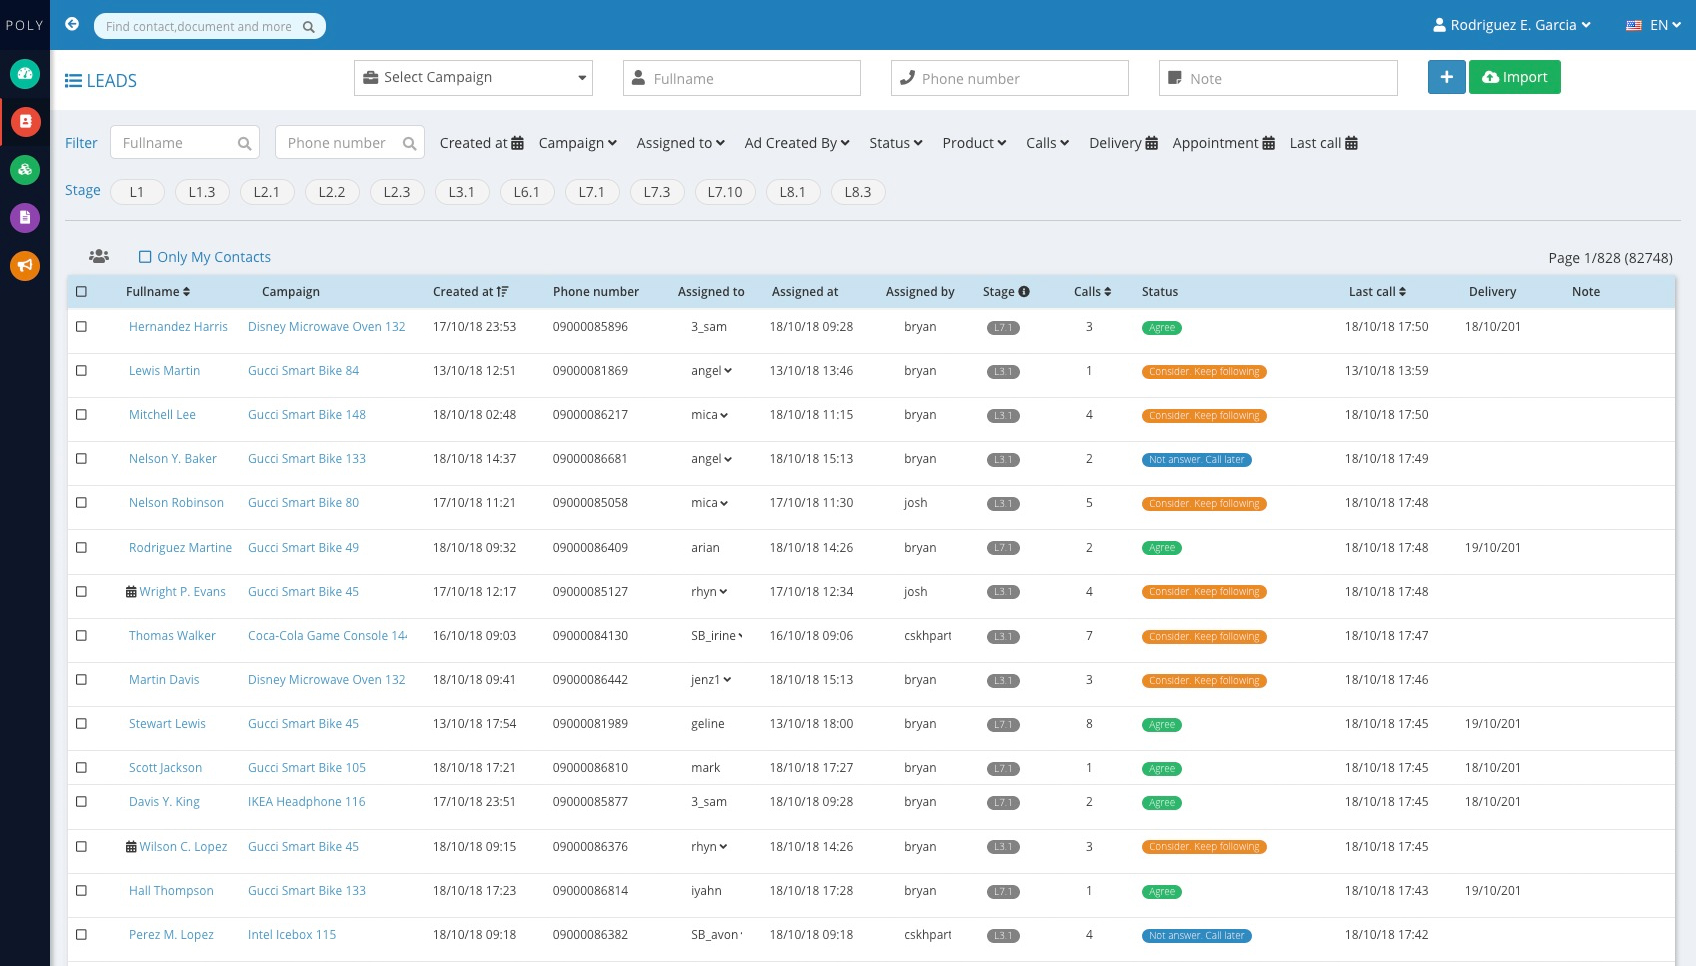 POLY Find contact,document and more Rodriguez E. Garcia EN
LEADS Select Campaign Fullname Phone number Note + Import
Filter Fullname Phone number Created at Campaign Assigned to Ad Created By Status Product Calls Delivery Appointment Last call
Stage L1 L1.3 L2.1 L2.2 L2.3 L3.1 L6.1 L7.1 L7.3 L7.10 L8.1 L8.3
Only My Contacts Page 1/828 (82748)
Fullname Campaign Created at Phone number Assigned to Assigned at Assigned by Stage Calls Status Last call Delivery Note
Hernandez Harris Disney Microwave Oven 132 17/10/18 23:53 09000085896 3_sam 18/10/18 09:28 bryan L7.1 3 Agree 18/10/18 17:50 18/10/201
Lewis Martin Gucci Smart Bike 84 13/10/18 12:51 09000081869 angel 13/10/18 13:46 bryan L3.1 1 Consider. Keep following 13/10/18 13:59
Mitchell Lee Gucci Smart Bike 148 18/10/18 02:48 09000086217 mica 18/10/18 11:15 bryan L3.1 4 Consider. Keep following 18/10/18 17:50
Nelson Y. Baker Gucci Smart Bike 133 18/10/18 14:37 09000086681 angel 18/10/18 15:13 bryan L3.1 2 Not answer. Call later 18/10/18 17:49
Nelson Robinson Gucci Smart Bike 80 17/10/18 11:21 09000085058 mica 17/10/18 11:30 josh L3.1 5 Consider. Keep following 18/10/18 17:48
Rodriguez Martine Gucci Smart Bike 49 18/10/18 09:32 09000086409 arian 18/10/18 14:26 bryan L7.1 2 Agree 18/10/18 17:48 19/10/201
Wright P. Evans Gucci Smart Bike 45 17/10/18 12:17 09000085127 rhyn 17/10/18 12:34 josh L3.1 4 Consider. Keep following 18/10/18 17:48
Thomas Walker Coca-Cola Game Console 144 16/10/18 09:03 09000084130 SB_irine 16/10/18 09:06 cskhpart L3.1 7 Consider. Keep following 18/10/18 17:47
Martin Davis Disney Microwave Oven 132 18/10/18 09:41 09000086442 jenz1 18/10/18 15:13 bryan L3.1 3 Consider. Keep following 18/10/18 17:46
Stewart Lewis Gucci Smart Bike 45 13/10/18 17:54 09000081989 geline 13/10/18 18:00 bryan L7.1 8 Agree 18/10/18 17:45 19/10/201
Scott Jackson Gucci Smart Bike 105 18/10/18 17:21 09000086810 mark 18/10/18 17:27 bryan L7.1 1 Agree 18/10/18 17:45 18/10/201
Davis Y. King IKEA Headphone 116 17/10/18 23:51 09000085877 3_sam 18/10/18 09:28 bryan L7.1 2 Agree 18/10/18 17:45 18/10/201
Wilson C. Lopez Gucci Smart Bike 45 18/10/18 09:15 09000086376 rhyn 18/10/18 14:26 bryan L3.1 3 Consider. Keep following 18/10/18 17:45
Hall Thompson Gucci Smart Bike 133 18/10/18 17:23 09000086814 iyahn 18/10/18 17:28 bryan L7.1 1 Agree 18/10/18 17:43 19/10/201
Perez M. Lopez Intel Icebox 115 18/10/18 09:18 09000086382 SB_avon 18/10/18 09:18 cskhpart L3.1 4 Not answer. Call later 18/10/18 17:42